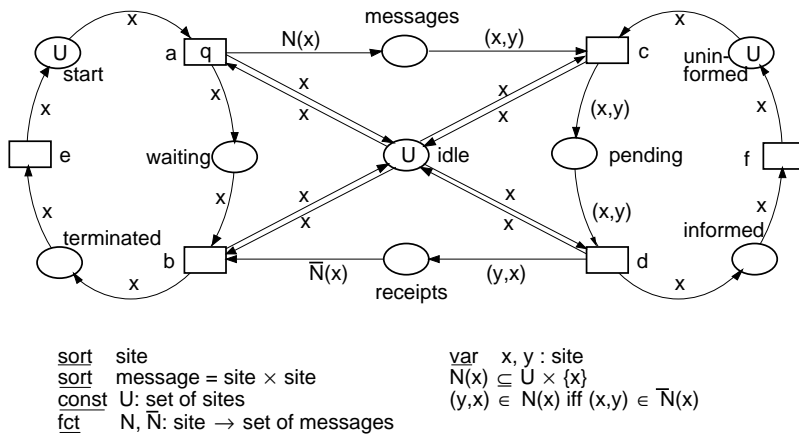 messages
x
N(x)
(x,y)
x
U
start
a
q
c
unin-
formed
U
x
x
x
x
x
x
(x,y)
x
e
waiting
U
idle
pending
f
x
x
x
x
x
x
(x,y)
x
terminated
informed
b
N̅(x)
(y,x)
d
x
receipts
x
sort site
sort message = site × site
const U: set of sites
fct N, N̅: site → set of messages
var x, y : site
N(x) ⊆ U × {x}
(y,x) ∈ N(x) iff (x,y) ∈ N̅(x)